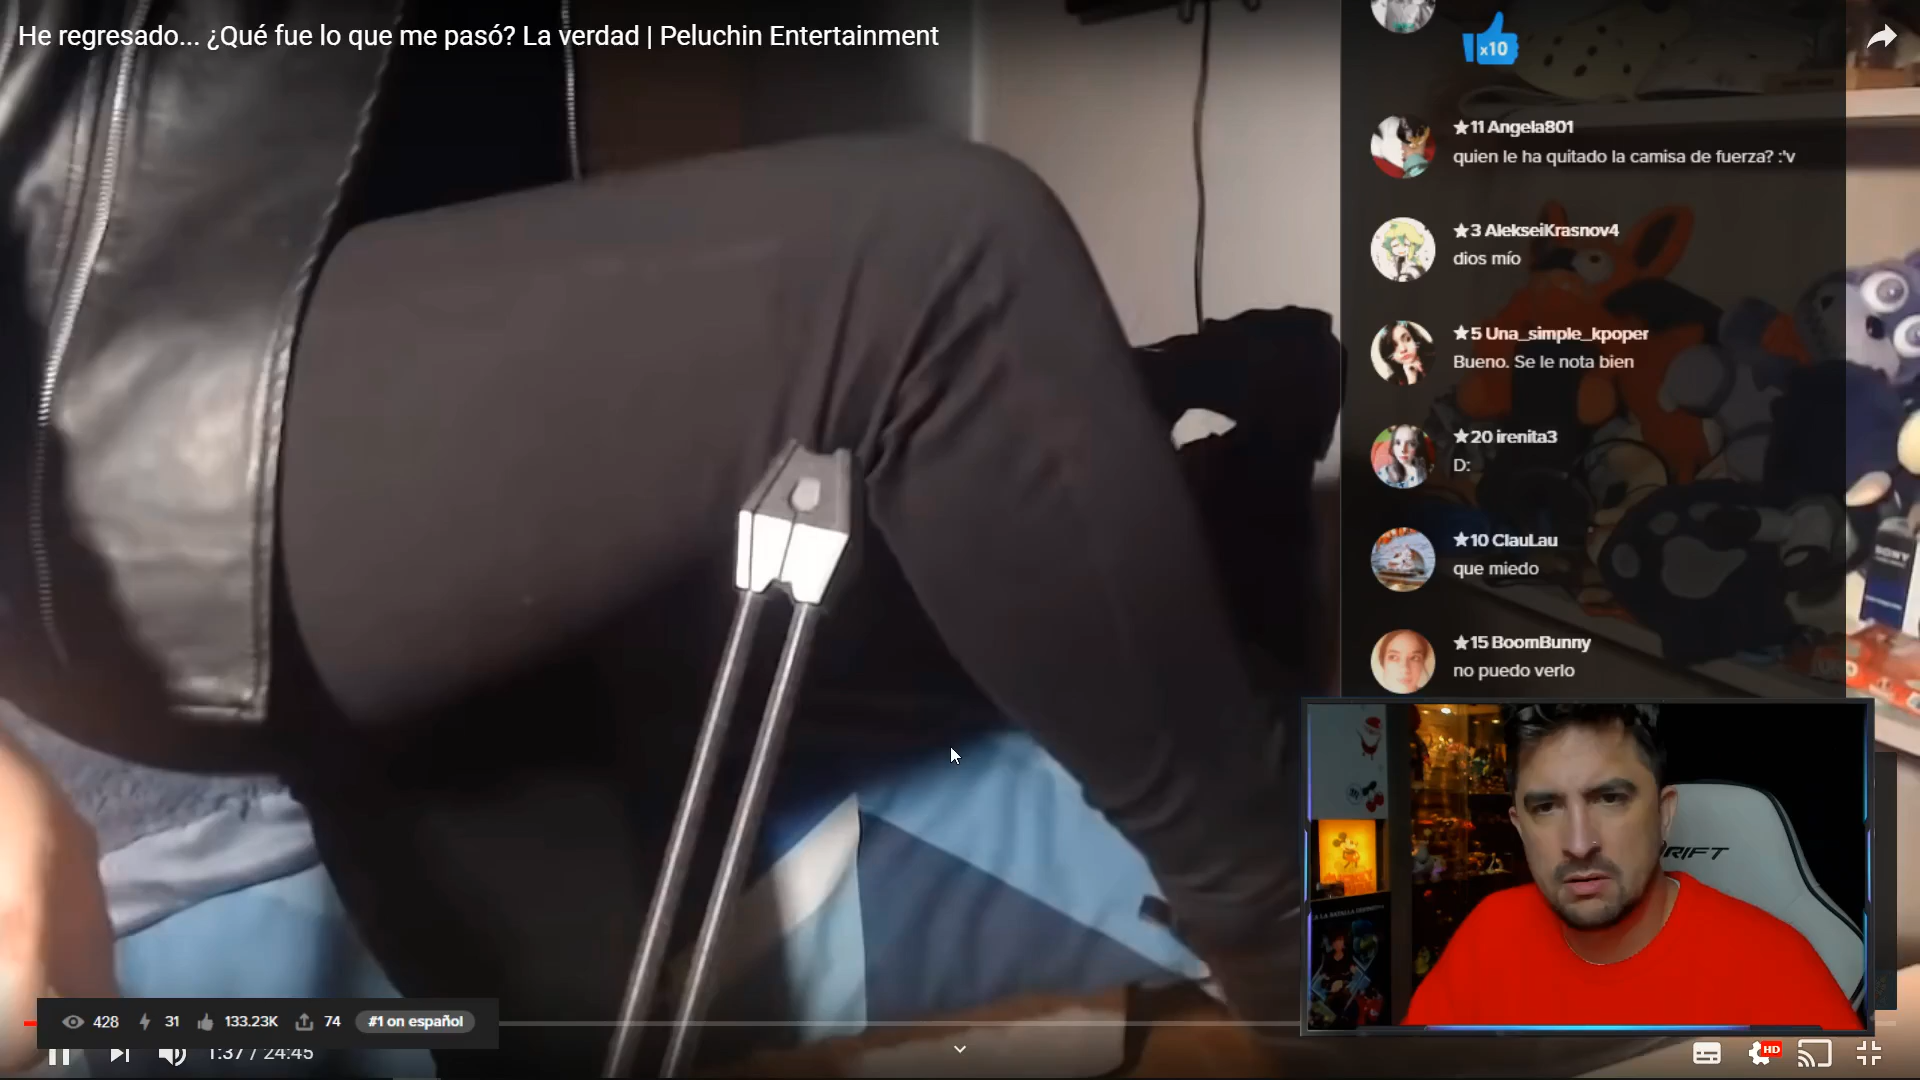 He regresado... ¿Qué fue lo que me pasó? La verdad | Peluchin Entertainment
x10
★11 Angela801
quien le ha quitado la camisa de fuerza? :'v
★3 AlekseiKrasnov4
dios mío
★5 Una_simple_kpoper
Bueno. Se le nota bien
★20 irenita3
D:
★10 ClauLau
que miedo
★15 BoomBunny
no puedo verlo
SONY
DRIFT
428 31 133.23K 74 #1 on español
1:37 / 24:45
HD